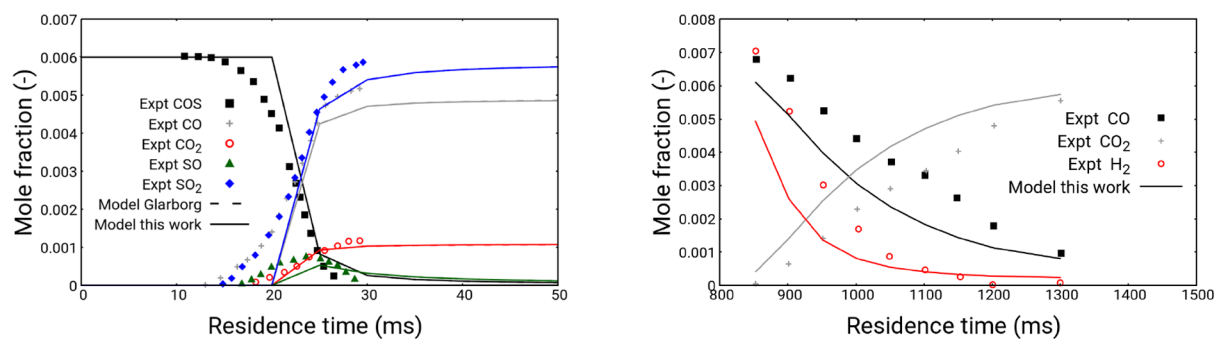 0.007
0.006
0.005
0.004
0.003
0.002
0.001
0
Mole fraction (-)
Expt COS
Expt CO
Expt CO₂
Expt SO
Expt SO₂
Model Glarborg
Model this work
0 10 20 30 40 50
Residence time (ms)
0.008
0.007
0.006
0.005
0.004
0.003
0.002
0.001
0
Mole fraction (-)
Expt CO
Expt CO₂
Expt H₂
Model this work
800 900 1000 1100 1200 1300 1400 1500
Residence time (ms)